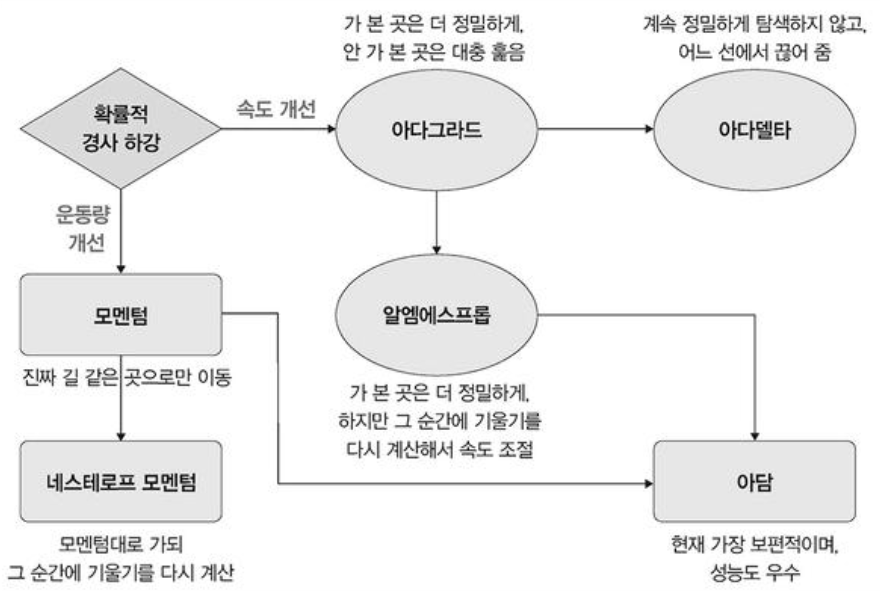 가 본 곳은 더 정밀하게,
안 가 본 곳은 대충 훑음
계속 정밀하게 탐색하지 않고,
어느 선에서 끊어 줌
확률적
경사 하강
속도 개선
아다그라드
아다델타
운동량
개선
모멘텀
알엠에스프롭
진짜 길 같은 곳으로만 이동
가 본 곳은 더 정밀하게,
하지만 그 순간에 기울기를
다시 계산해서 속도 조절
네스테로프 모멘텀
아담
모멘텀대로 가되
그 순간에 기울기를 다시 계산
현재 가장 보편적이며,
성능도 우수